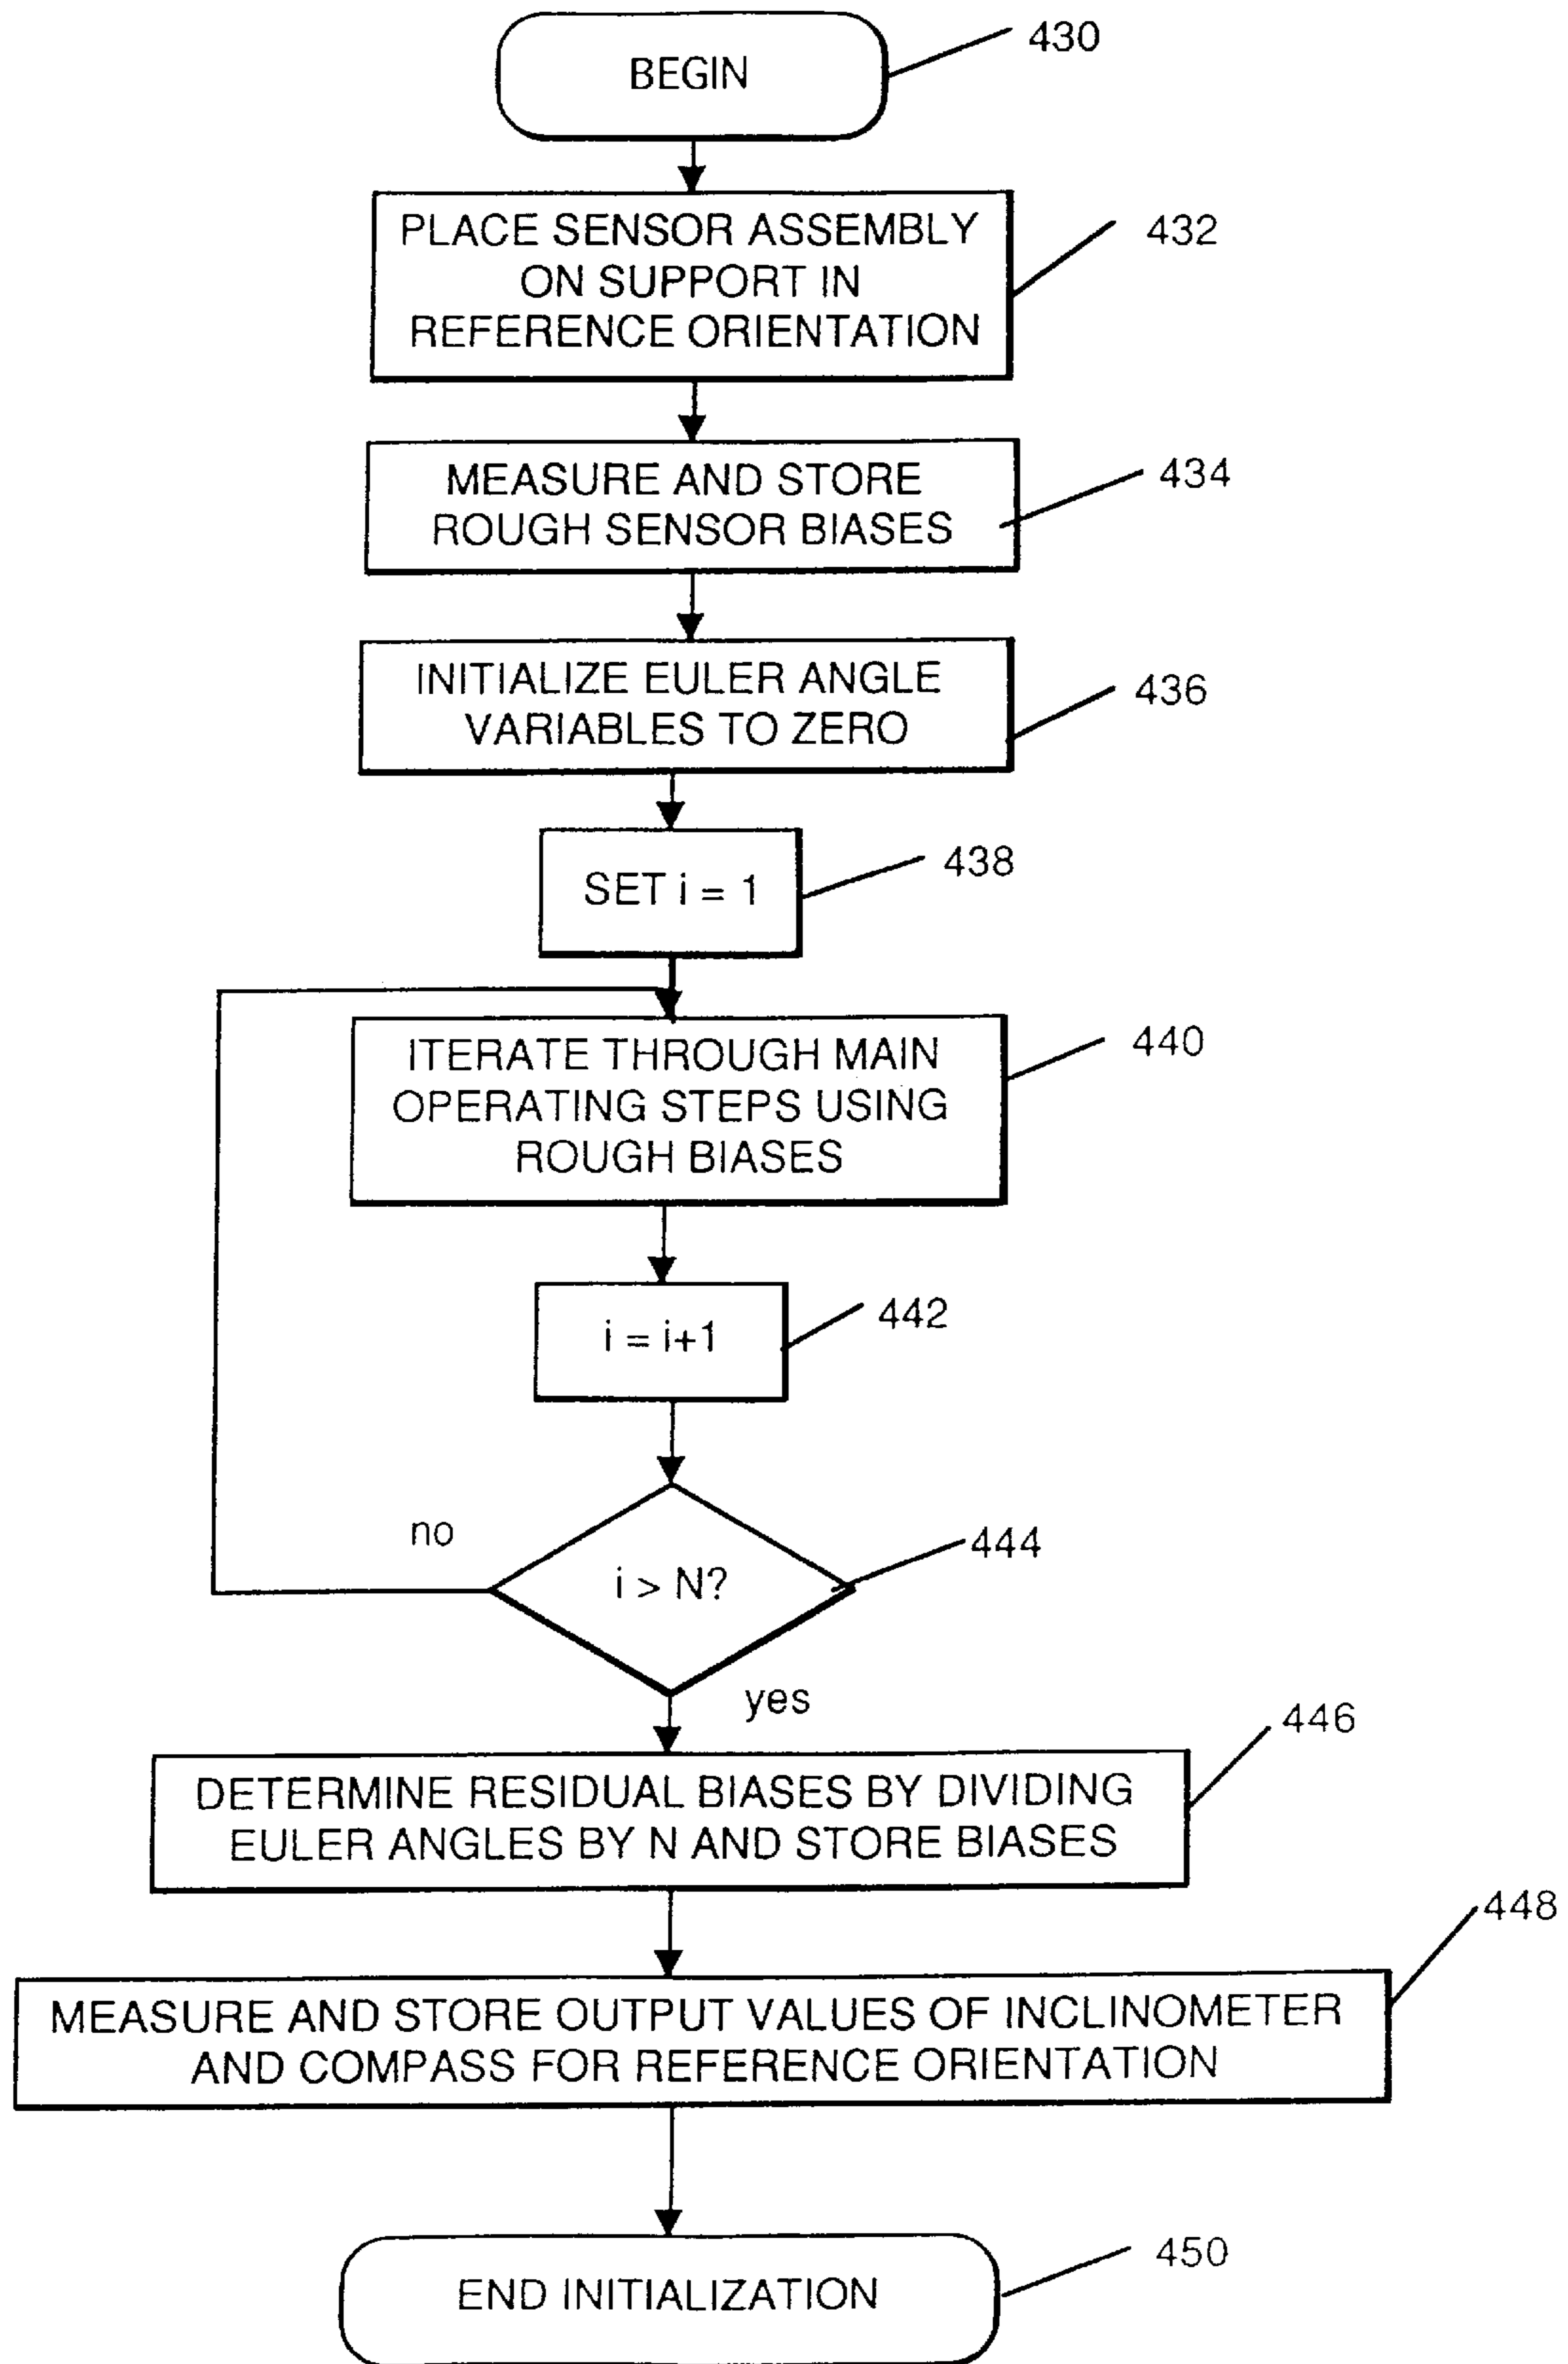 BEGIN
430
PLACE SENSOR ASSEMBLY
ON SUPPORT IN
REFERENCE ORIENTATION
432
MEASURE AND STORE
ROUGH SENSOR BIASES
434
INITIALIZE EULER ANGLE
VARIABLES TO ZERO
436
SET i = 1
438
ITERATE THROUGH MAIN
OPERATING STEPS USING
ROUGH BIASES
440
i = i+1
442
no
i > N?
444
yes
DETERMINE RESIDUAL BIASES BY DIVIDING
EULER ANGLES BY N AND STORE BIASES
446
MEASURE AND STORE OUTPUT VALUES OF INCLINOMETER
AND COMPASS FOR REFERENCE ORIENTATION
448
END INITIALIZATION
450